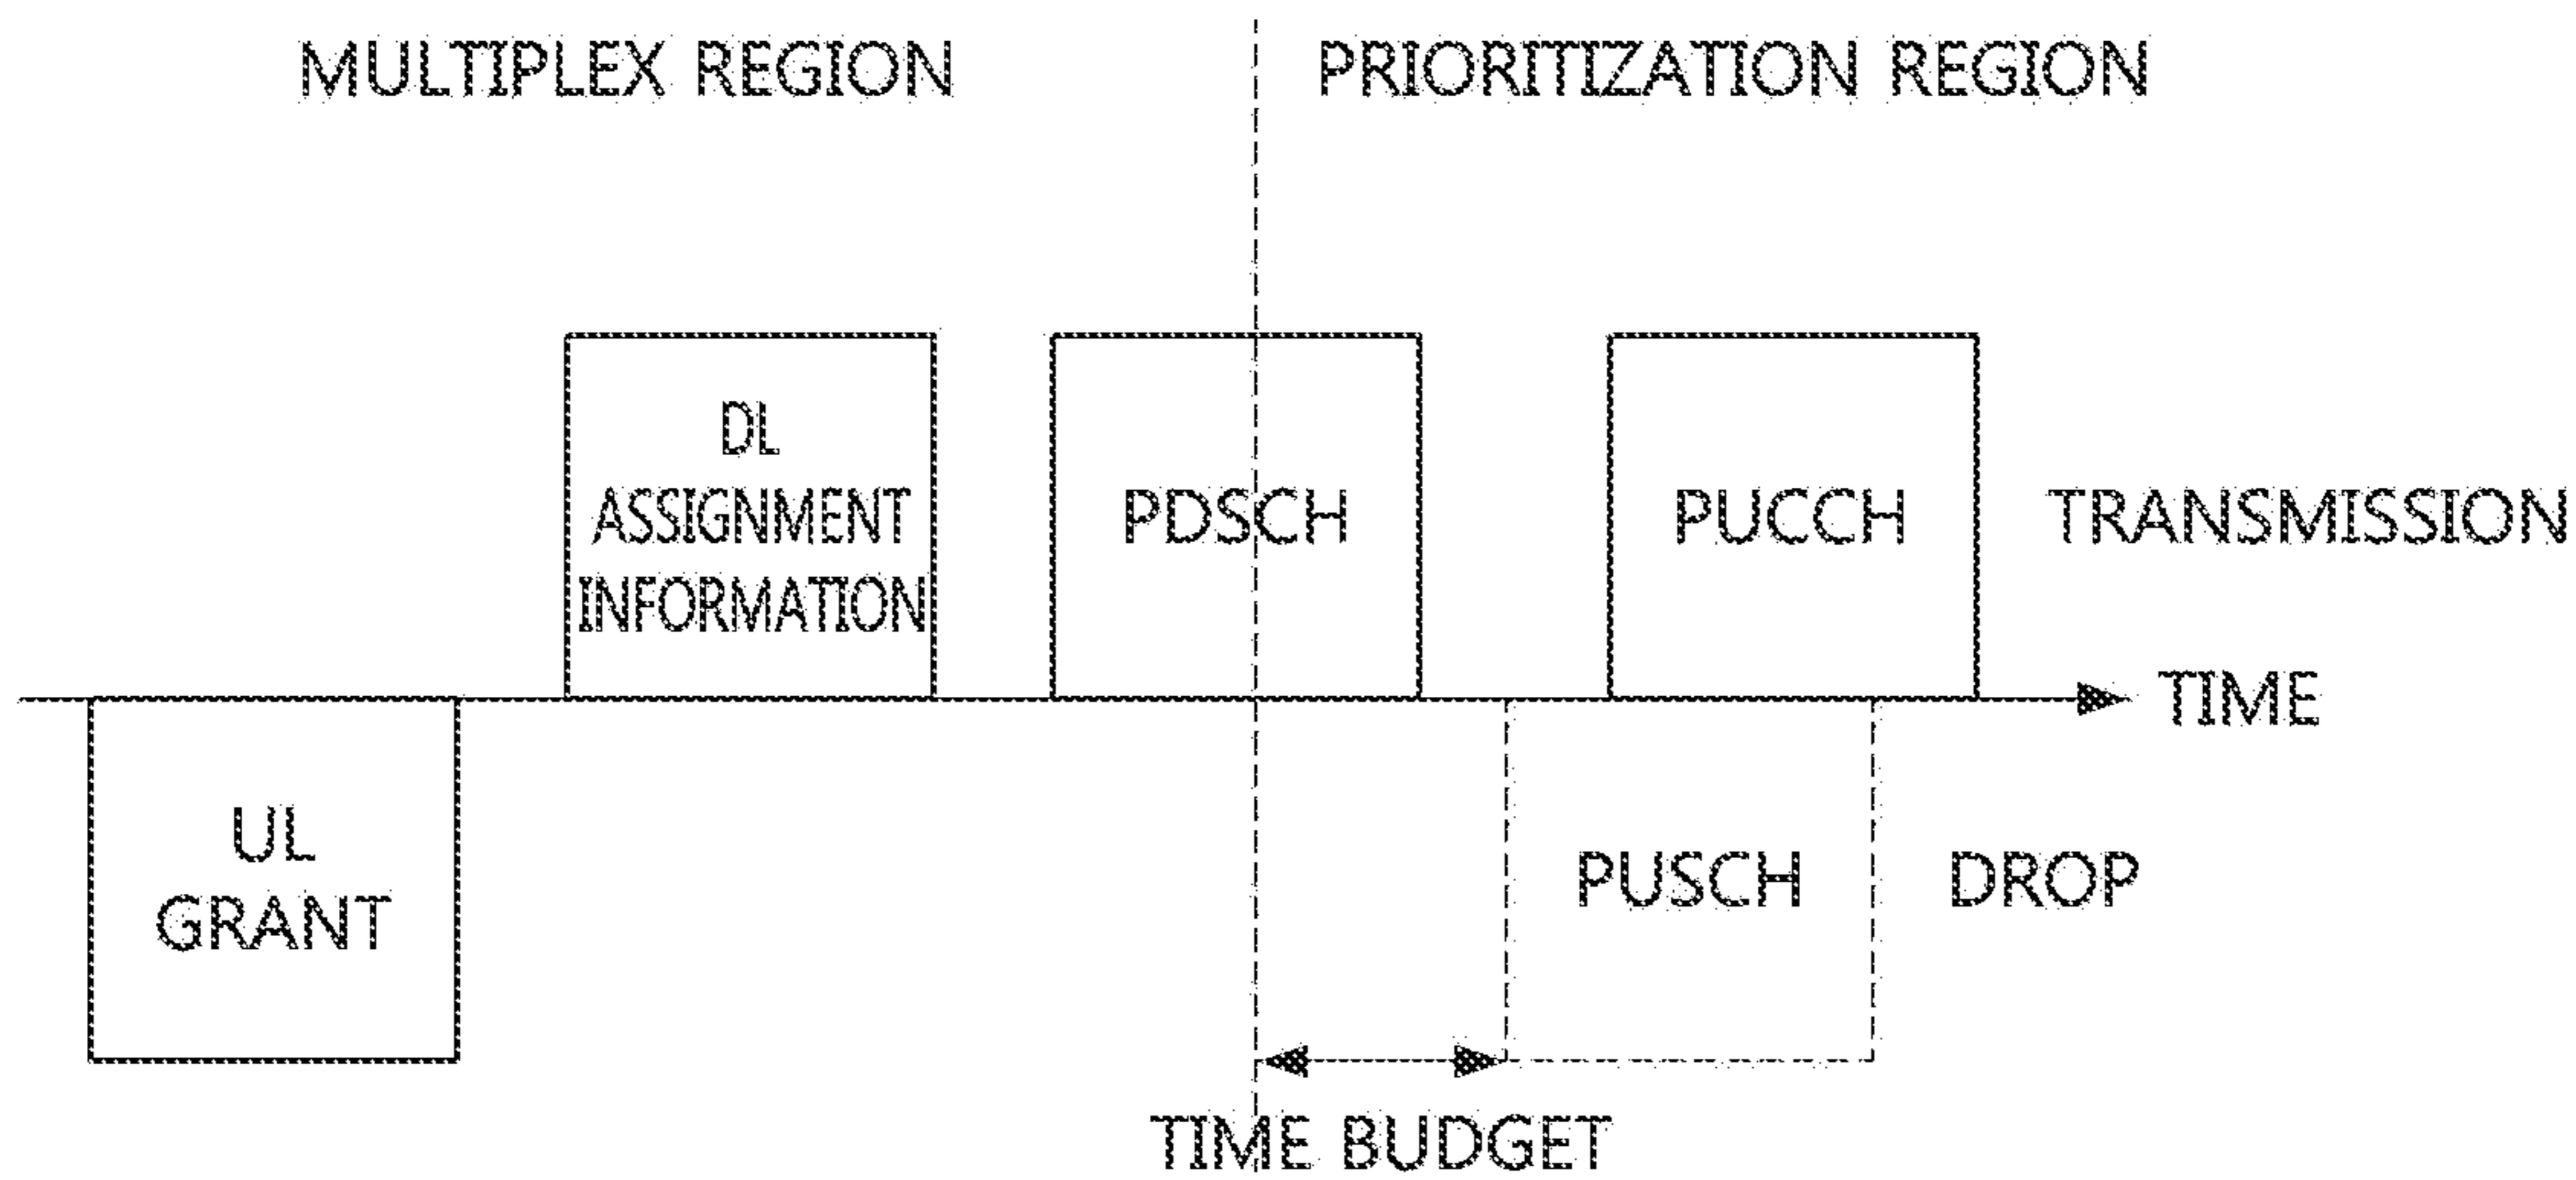 MULTIPLEX REGION
PRIORITIZATION REGION
DL
ASSIGNMENT
INFORMATION
PDSCH
PUCCH
TRANSMISSION
TIME
UL
GRANT
PUSCH
DROP
TIME BUDGET